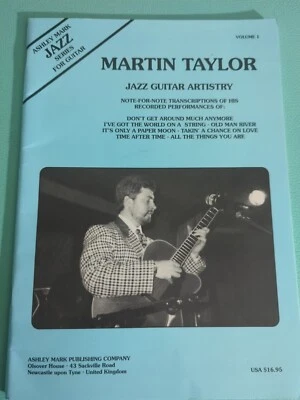 ASHLEY MARK
JAZZ
SERIES
FOR GUITAR
VOLUME 1
MARTIN TAYLOR
JAZZ GUITAR ARTISTRY
NOTE-FOR-NOTE TRANSCRIPTIONS OF HIS
RECORDED PERFORMANCES OF:
DON'T GET AROUND MUCH ANYMORE
I'VE GOT THE WORLD ON A STRING - OLD MAN RIVER
IT'S ONLY A PAPER MOON - TAKIN' A CHANCE ON LOVE
TIME AFTER TIME - ALL THE THINGS YOU ARE
ASHLEY MARK PUBLISHING COMPANY
Olsover House · 43 Sackville Road
Newcastle upon Tyne · United Kingdom
USA $16.95